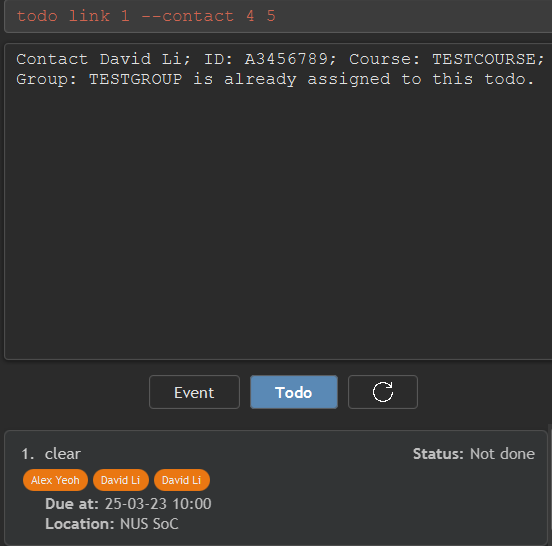 todo link 1 --contact 4 5
Contact David Li; ID: A3456789; Course: TESTCOURSE;
Group: TESTGROUP is already assigned to this todo.
Event Todo
1. clear Status: Not done
Alex Yeoh David Li David Li
Due at: 25-03-23 10:00
Location: NUS SoC